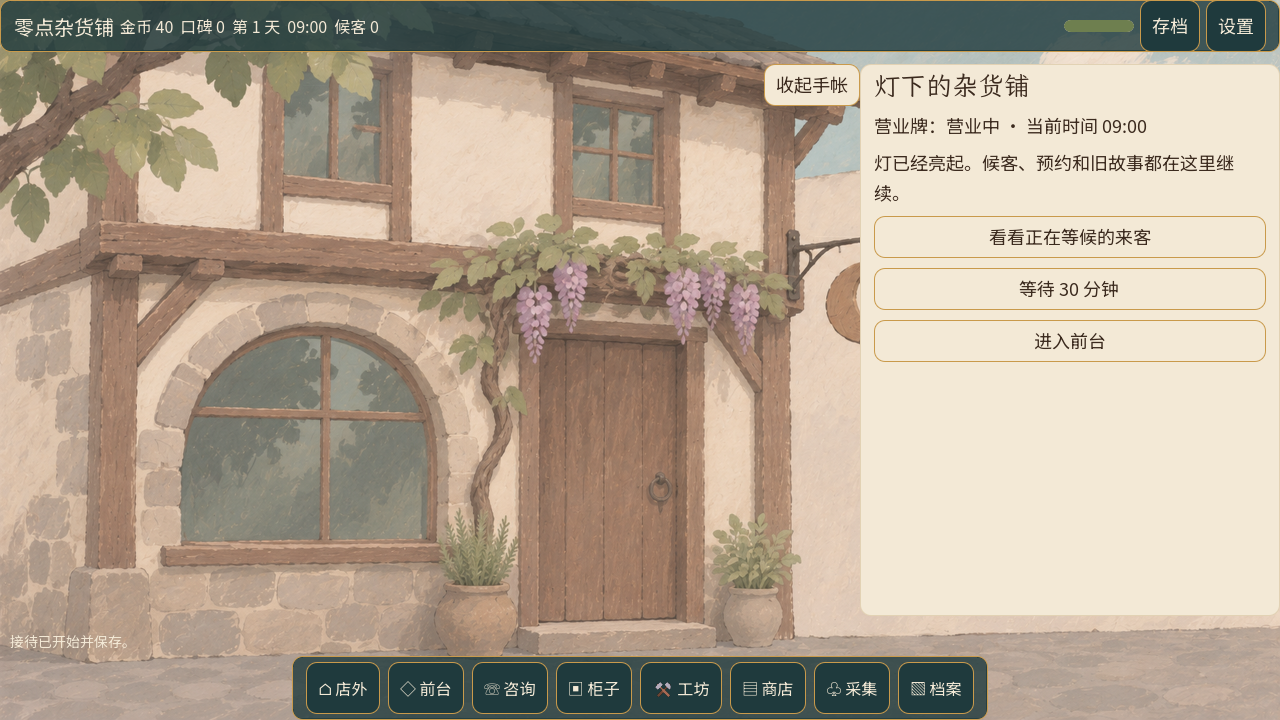 零点杂货铺 金币 40 口碑 0 第 1 天 09:00 候客 0
存档
设置
收起手帐
灯下的杂货铺
营业牌：营业中 · 当前时间 09:00
灯已经亮起。候客、预约和旧故事都在这里继
续。
看看正在等候的来客
等待 30 分钟
进入前台
接待已开始并保存。
店外
前台
咨询
柜子
工坊
商店
采集
档案